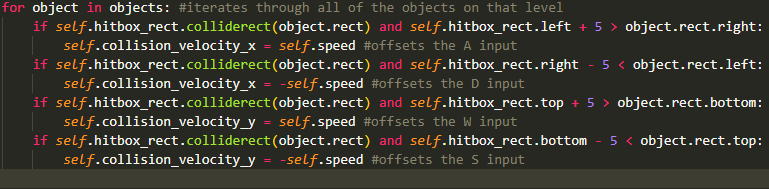 for object in objects: #iterates through all of the objects on that level
if self.hitbox_rect.colliderect(object.rect) and self.hitbox_rect.left + 5 > object.rect.right:
self.collision_velocity_x = self.speed #offsets the A input
if self.hitbox_rect.colliderect(object.rect) and self.hitbox_rect.right - 5 < object.rect.left:
self.collision_velocity_x = -self.speed #offsets the D input
if self.hitbox_rect.colliderect(object.rect) and self.hitbox_rect.top + 5 > object.rect.bottom:
self.collision_velocity_y = self.speed #offsets the W input
if self.hitbox_rect.colliderect(object.rect) and self.hitbox_rect.bottom - 5 < object.rect.top:
self.collision_velocity_y = -self.speed #offsets the S input